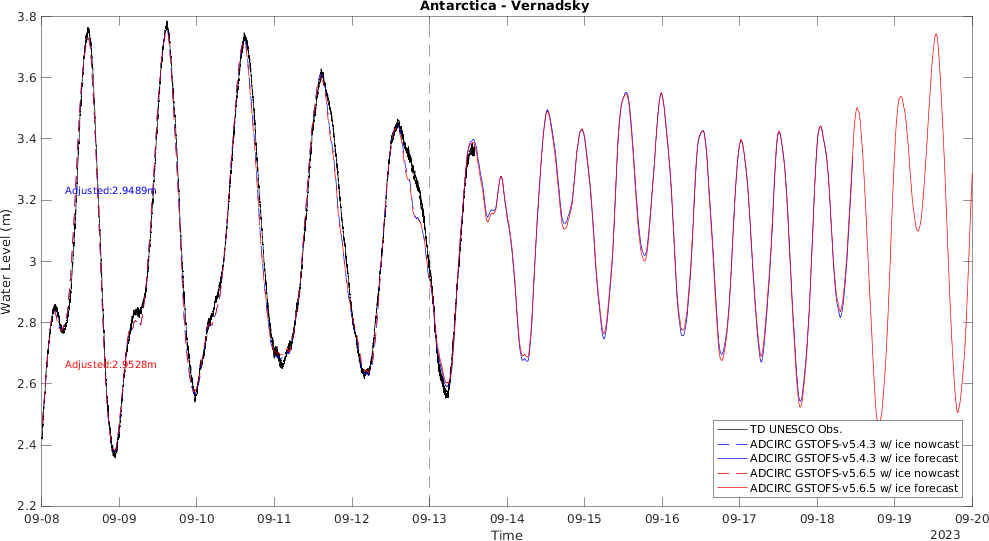 Antarctica - Vernadsky
3.8
3.6
3.4
3.2
3
2.8
2.6
2.4
2.2
Water Level (m)
Adjusted:2.9489m
Adjusted:2.9528m
TD UNESCO Obs.
ADCIRC GSTOFS-v5.4.3 w/ ice nowcast
ADCIRC GSTOFS-v5.4.3 w/ ice forecast
ADCIRC GSTOFS-v5.6.5 w/ ice nowcast
ADCIRC GSTOFS-v5.6.5 w/ ice forecast
09-08 09-09 09-10 09-11 09-12 09-13 09-14 09-15 09-16 09-17 09-18 09-19 09-20
Time
2023